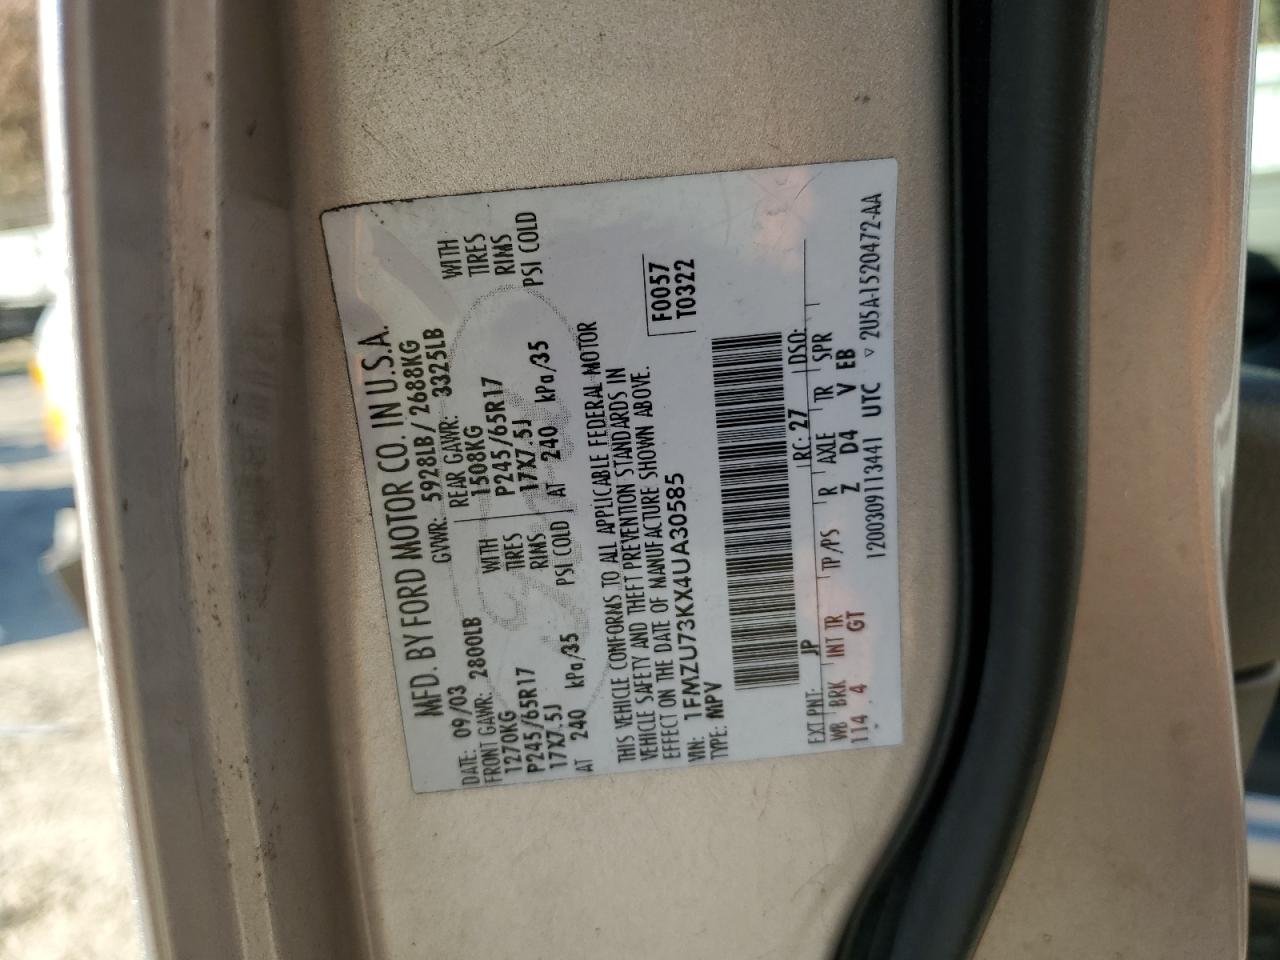 MFD. BY FORD MOTOR CO. IN U.S.A.
DATE: 09/03 GVWR: 5928LB/2688KG
FRONT GAWR: 2800LB REAR GAWR: 3325LB
1270KG WITH 1508KG WITH
P245/65R17 TIRES P245/65R17 TIRES
17X7.5J RIMS 17X7.5J RIMS
AT 240 kPa/35 PSI COLD AT 240 kPa/35 PSI COLD
THIS VEHICLE CONFORMS TO ALL APPLICABLE FEDERAL MOTOR
VEHICLE SAFETY AND THEFT PREVENTION STANDARDS IN
EFFECT ON THE DATE OF MANUFACTURE SHOWN ABOVE.
VIN: 1FMZU73KX4UA30585 F0057
TYPE: MPV T0322
EXT PNT: JP RC: 27 DSO:
WB BRK INT TR TP/PS R AXLE TR SPR
114 4 GT Z D4 V EB
1200309113441 UTC ▽ 2U5A-1520472-AA